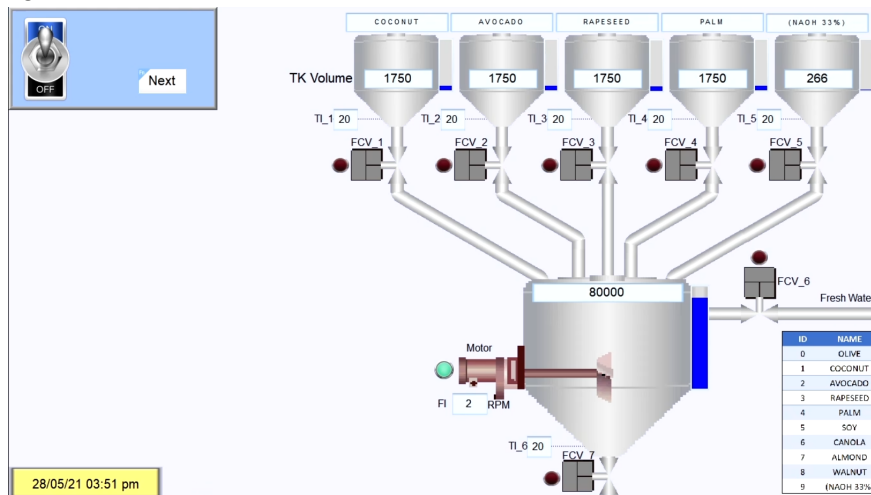 COCONUT AVOCADO RAPESEED PALM (NAOH 33%)
ON
OFF
Next
TK Volume 1750 1750 1750 1750 266
TI_1 20 TI_2 20 TI_3 20 TI_4 20 TI_5 20
FCV_1 FCV_2 FCV_3 FCV_4 FCV_5
80000
FCV_6
Fresh Wate
Motor
FI 2 RPM
TI_6 20
FCV_7
ID NAME
0 OLIVE
1 COCONUT
2 AVOCADO
3 RAPESEED
4 PALM
5 SOY
6 CANOLA
7 ALMOND
8 WALNUT
9 (NAOH 33%
28/05/21 03:51 pm